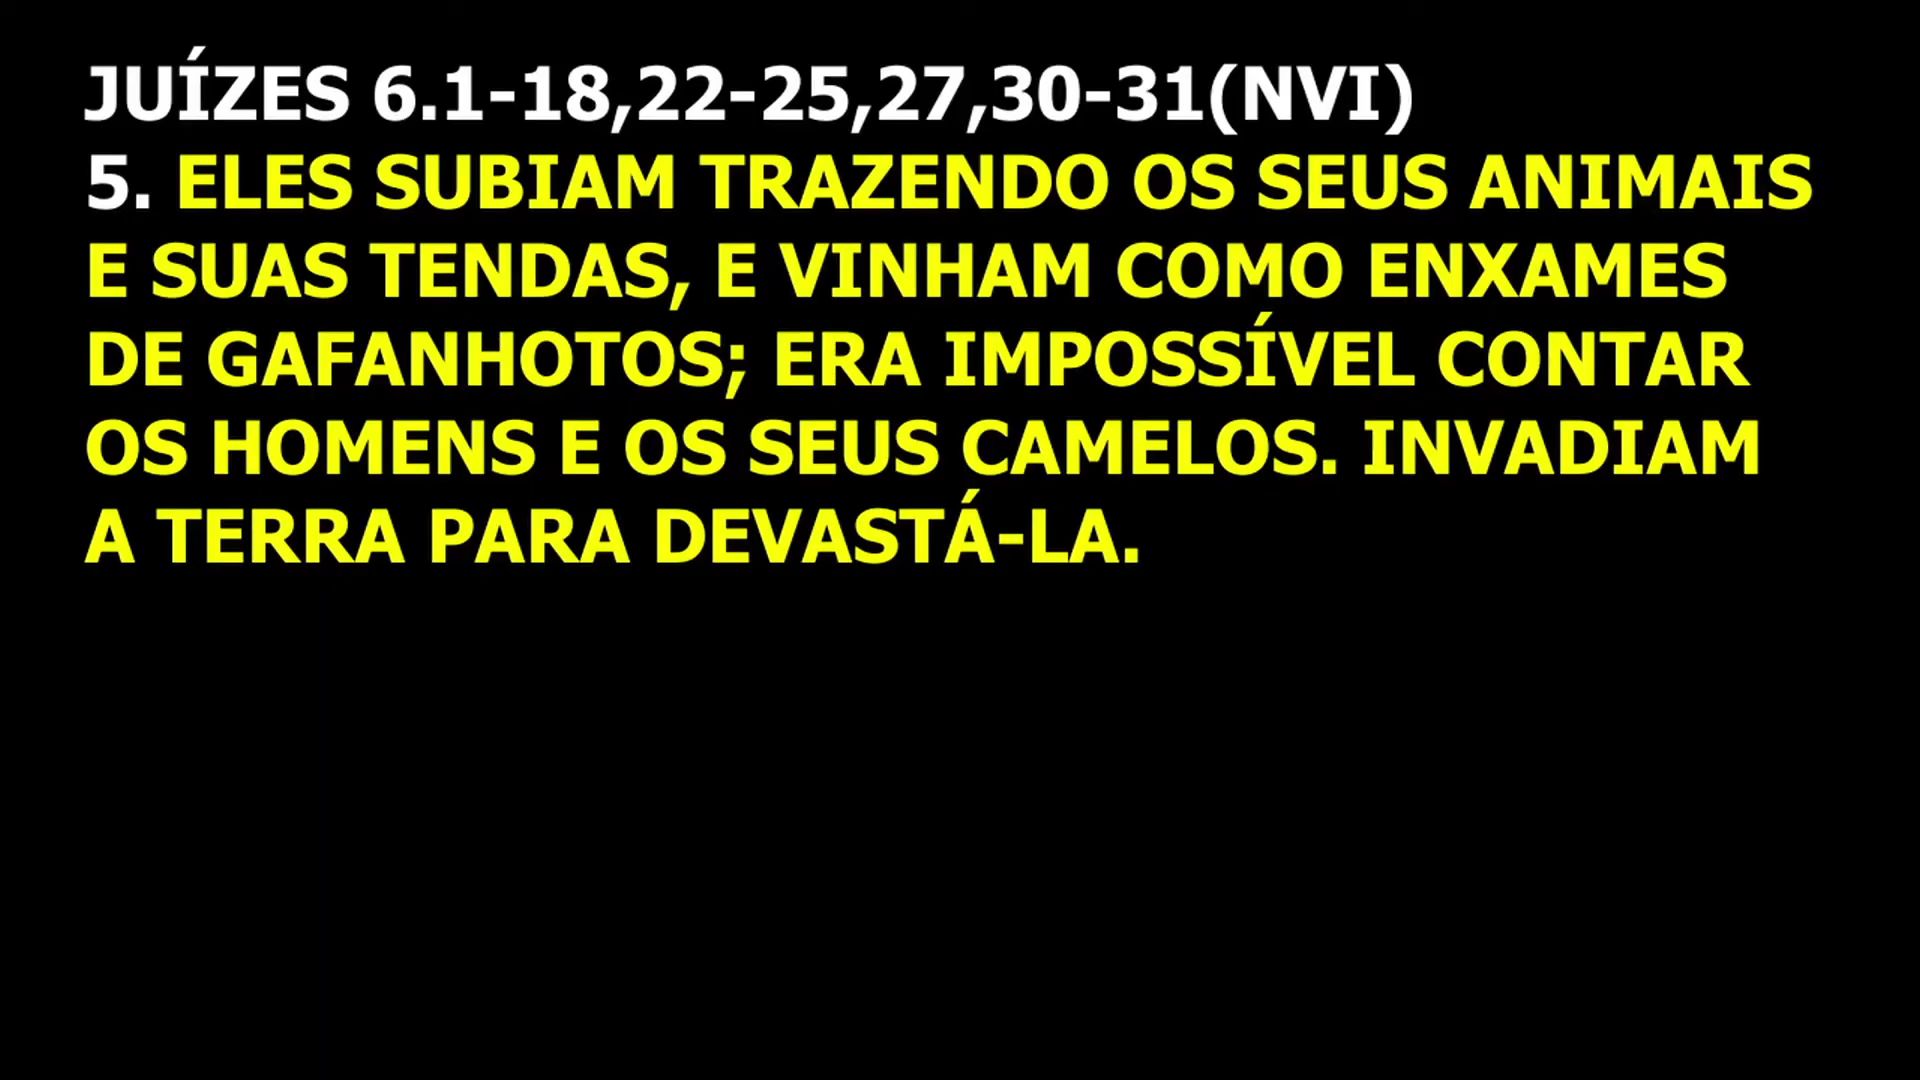 JUÍZES 6.1-18,22-25,27,30-31(NVI)
5. ELES SUBIAM TRAZENDO OS SEUS ANIMAIS
E SUAS TENDAS, E VINHAM COMO ENXAMES
DE GAFANHOTOS; ERA IMPOSSÍVEL CONTAR
OS HOMENS E OS SEUS CAMELOS. INVADIAM
A TERRA PARA DEVASTÁ-LA.